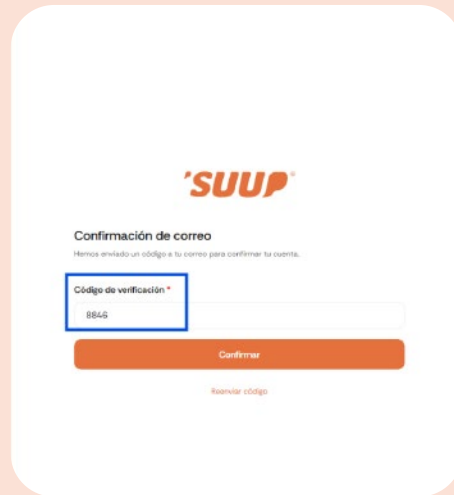 'SUUP®
Confirmación de correo
Hemos enviado un código a tu correo para confirmar tu cuenta.
Código de verificación *
8846
Confirmar
Reenviar código